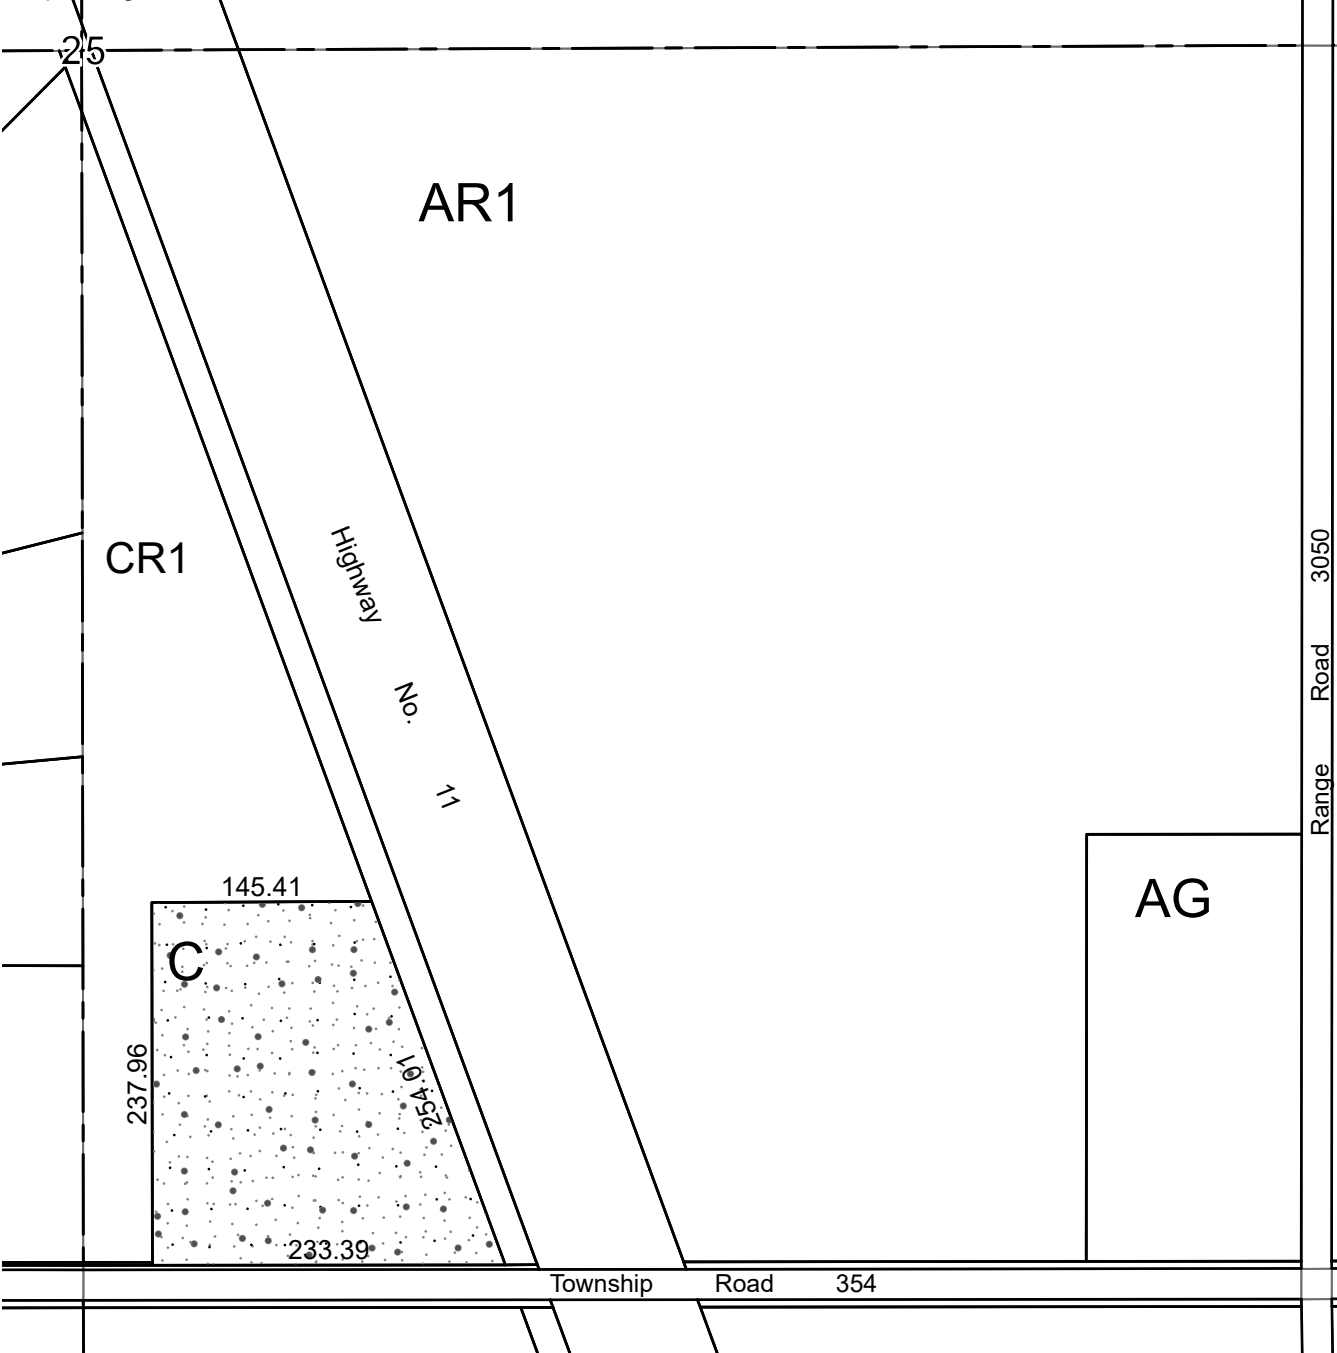 25
AR1
Highway No. 11
CR1
Range Road 3050
145.41
C
AG
237.96
254.01
233.39
Township Road 354